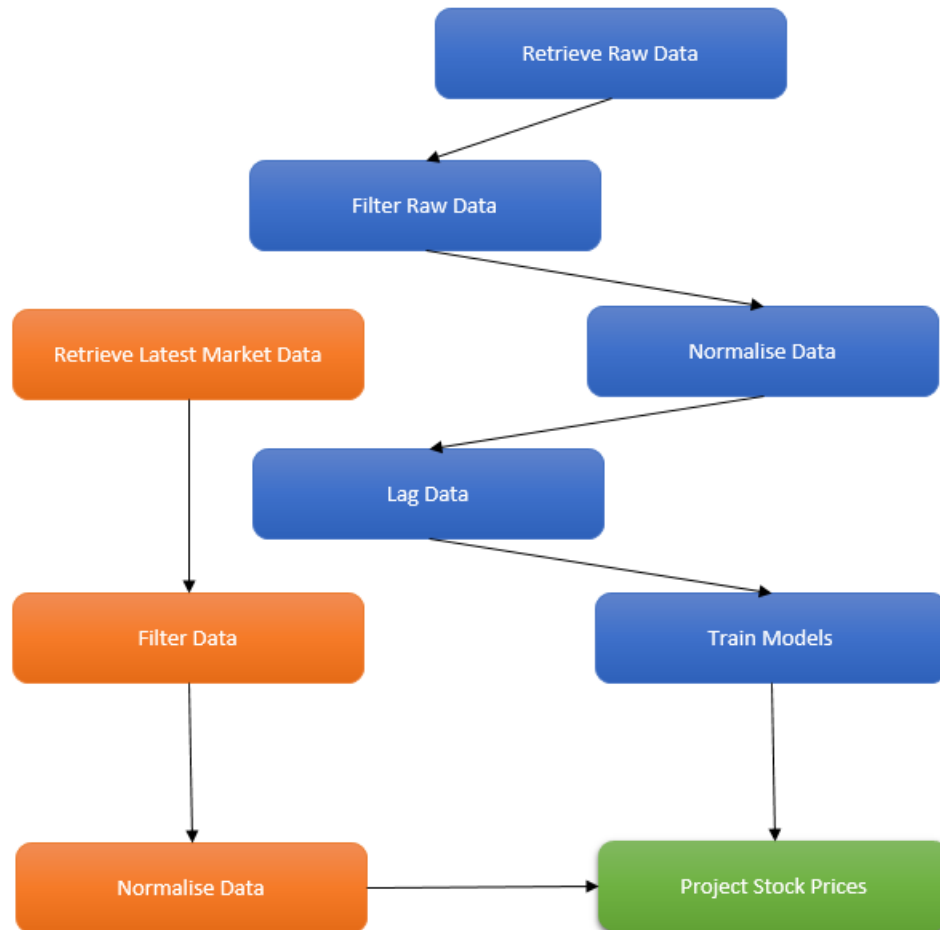 Retrieve Raw Data
Filter Raw Data
Retrieve Latest Market Data
Normalise Data
Lag Data
Filter Data
Train Models
Normalise Data
Project Stock Prices